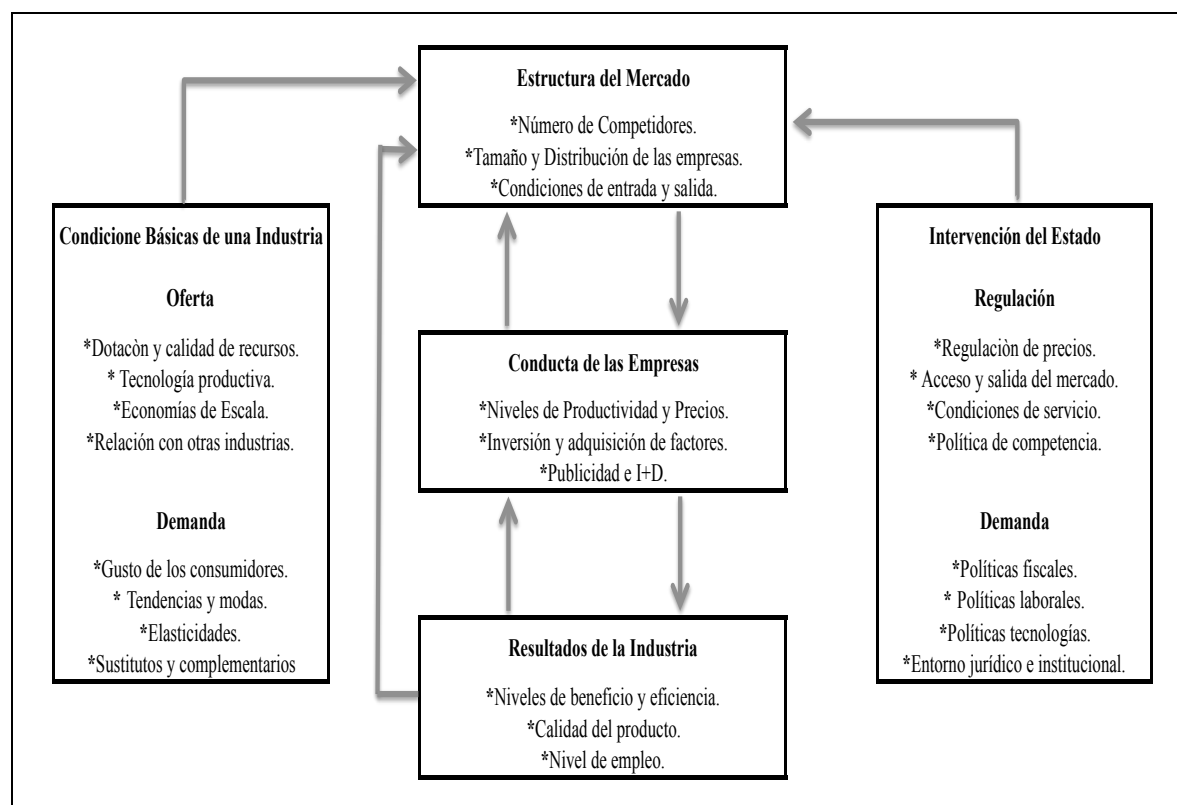 Estructura del Mercado
*Número de Competidores.
*Tamaño y Distribución de las empresas.
*Condiciones de entrada y salida.
Condicione Básicas de una Industria
Oferta
*Dotacòn y calidad de recursos.
* Tecnología productiva.
*Economías de Escala.
*Relación con otras industrias.
Demanda
*Gusto de los consumidores.
* Tendencias y modas.
*Elasticidades.
*Sustitutos y complementarios
Conducta de las Empresas
*Niveles de Productividad y Precios.
*Inversión y adquisición de factores.
*Publicidad e I+D.
Resultados de la Industria
*Niveles de beneficio y eficiencia.
*Calidad del producto.
*Nivel de empleo.
Intervención del Estado
Regulación
*Regulaciòn de precios.
* Acceso y salida del mercado.
*Condiciones de servicio.
*Política de competencia.
Demanda
*Políticas fiscales.
* Políticas laborales.
*Políticas tecnologías.
*Entorno jurídico e institucional.